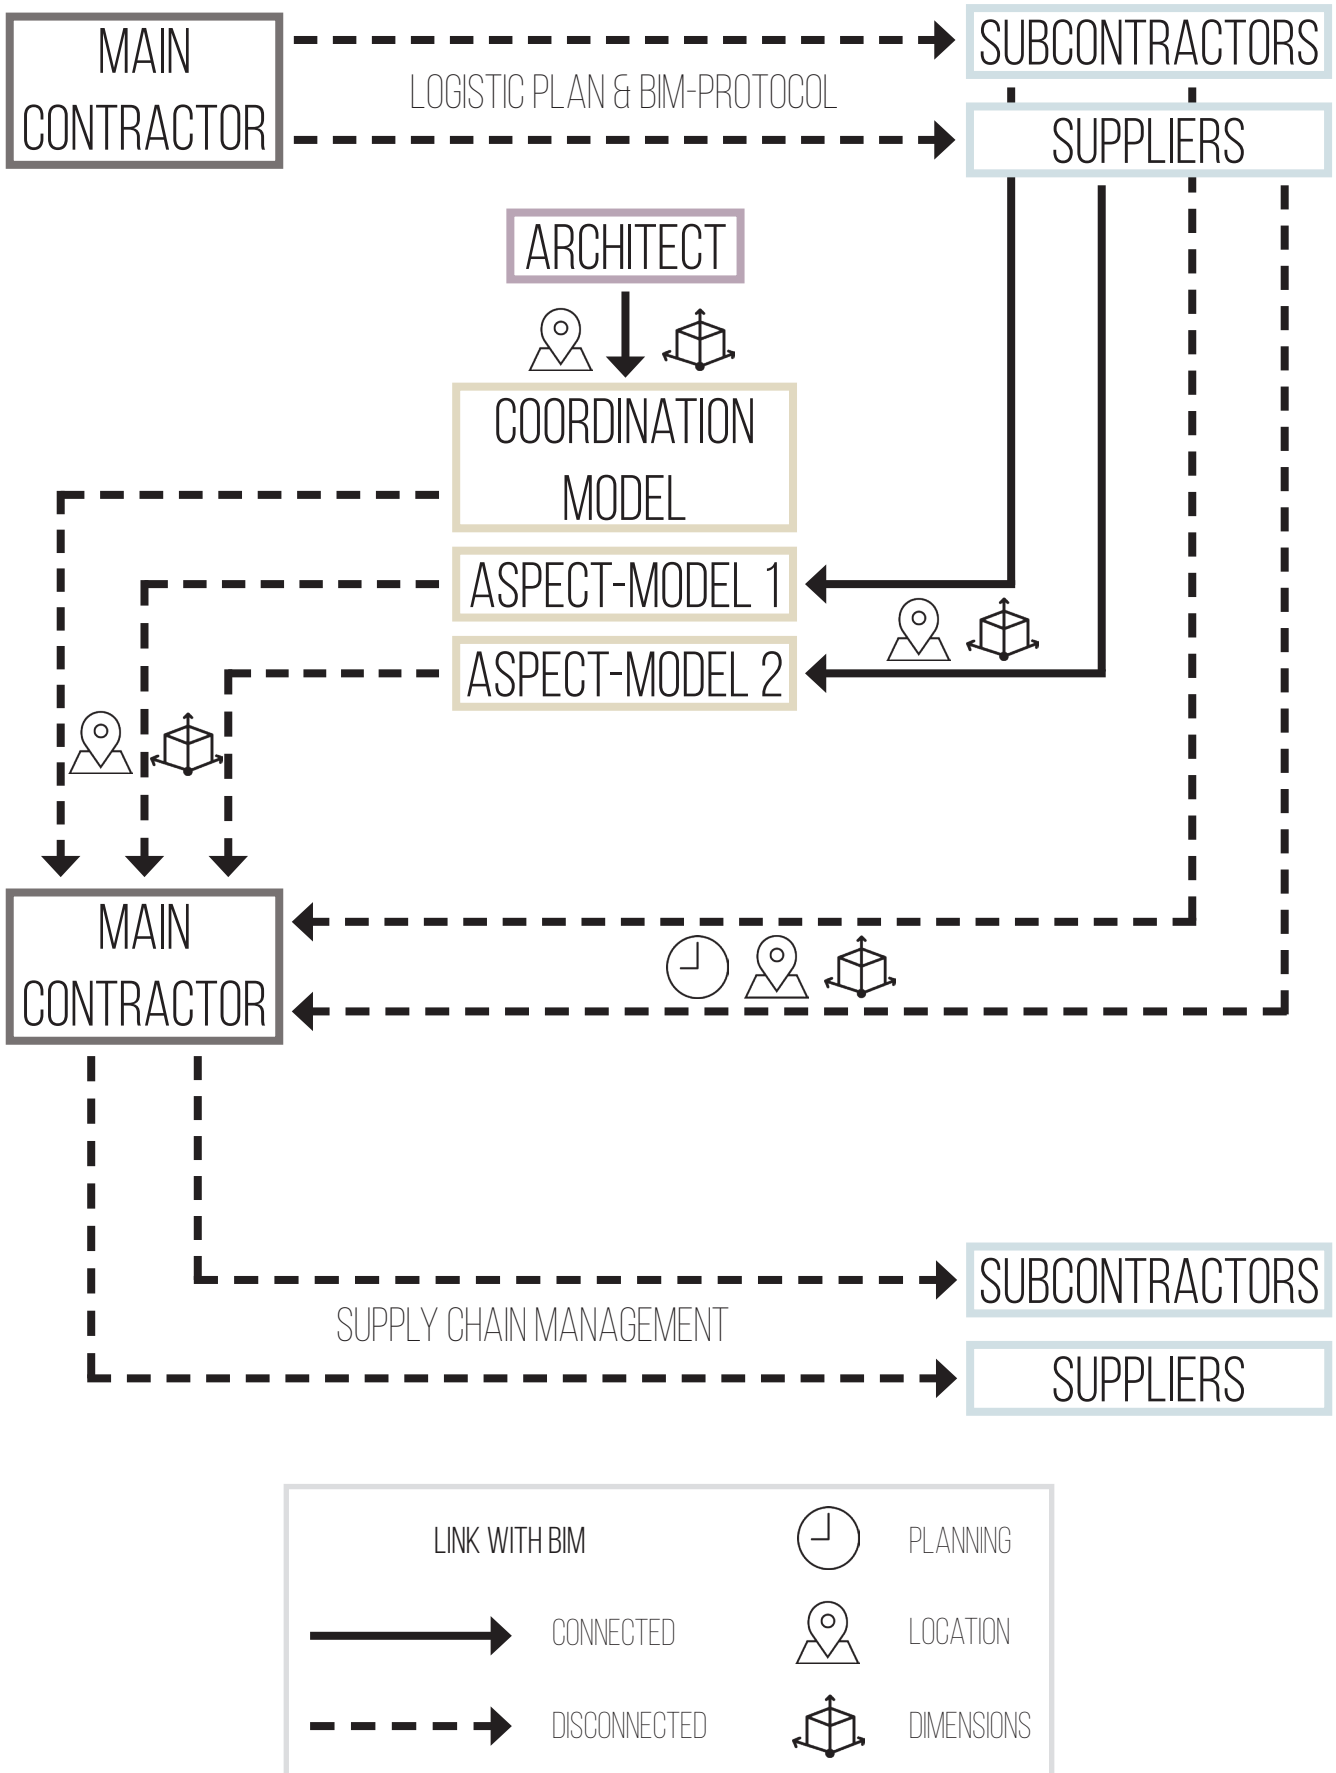 MAIN
CONTRACTOR
LOGISTIC PLAN & BIM-PROTOCOL
SUBCONTRACTORS
SUPPLIERS
ARCHITECT
COORDINATION
MODEL
ASPECT-MODEL 1
ASPECT-MODEL 2
MAIN
CONTRACTOR
SUBCONTRACTORS
SUPPLY CHAIN MANAGEMENT
SUPPLIERS
LINK WITH BIM
PLANNING
CONNECTED
LOCATION
DISCONNECTED
DIMENSIONS